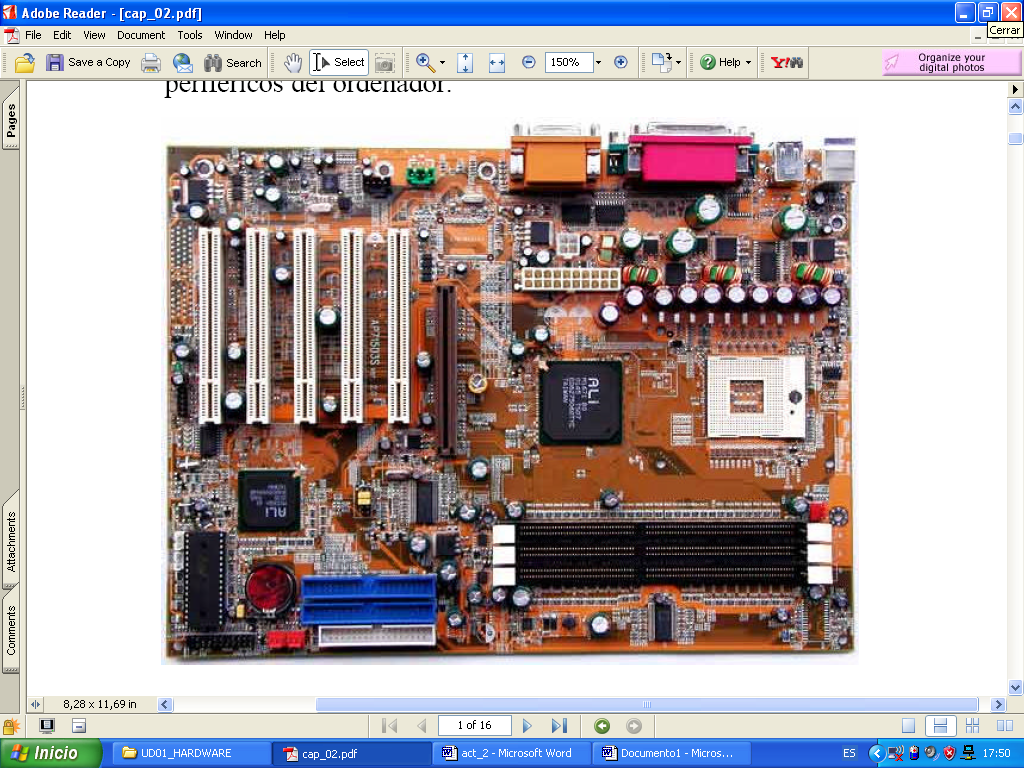 Adobe Reader - [cap_02.pdf]
Cerrar
File Edit View Document Tools Window Help
Save a Copy
Search
Select
150%
Help
Y!
Organize your
digital photos
Pages
Attachments
Comments
periféricos del ordenador.
ALi
ALi
8,28 x 11,69 in
1 of 16
Inicio
UD01_HARDWARE
cap_02.pdf
act_2 - Microsoft Word
Documento1 - Micros...
ES
17:50